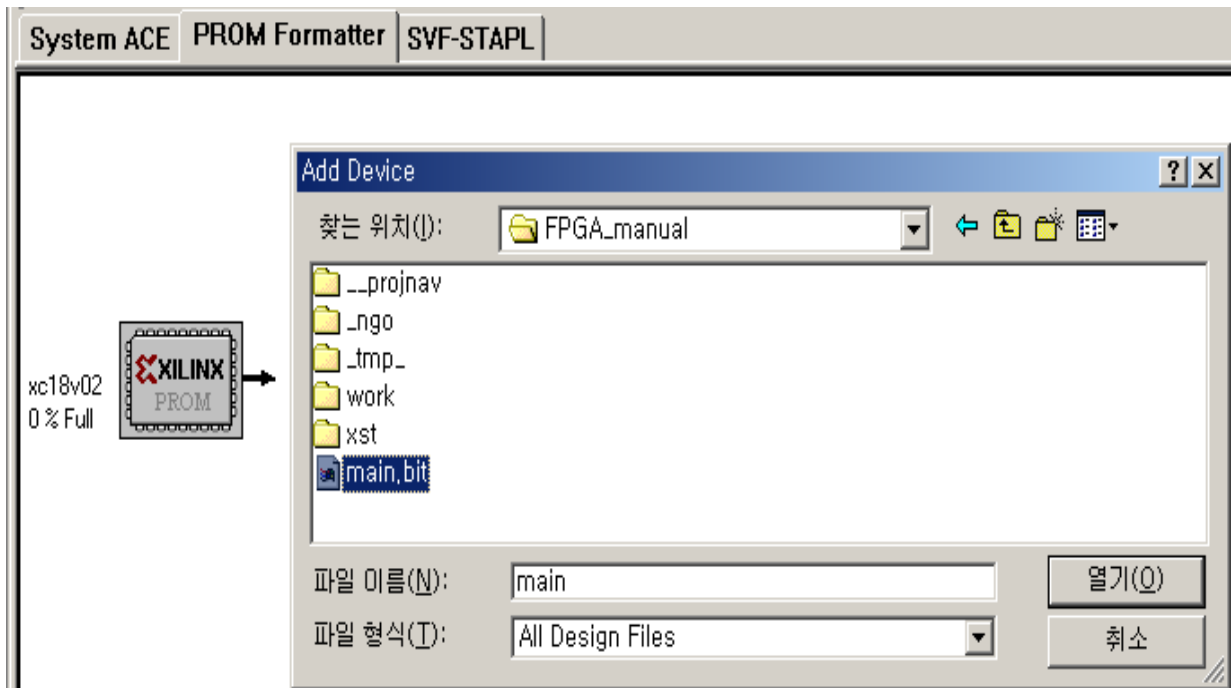 System ACE PROM Formatter SVF-STAPL
Add Device
찾는 위치(I): FPGA_manual
__projnav
_ngo
_tmp_
work
xst
main.bit
xc18v02
0 % Full
XILINX
PROM
파일 이름(N): main 열기(O)
파일 형식(T): All Design Files 취소